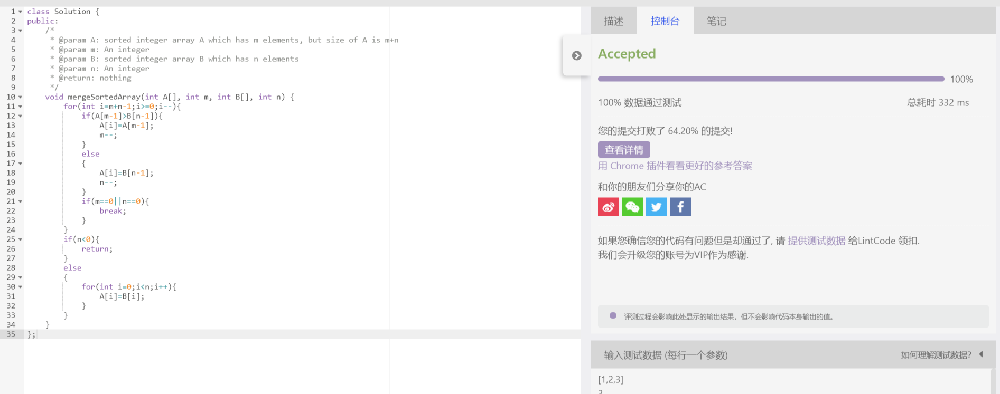 1 class Solution {
2 public:
3 /*
4 * @param A: sorted integer array A which has m elements, but size of A is m+n
5 * @param m: An integer
6 * @param B: sorted integer array B which has n elements
7 * @param n: An integer
8 * @return: nothing
9 */
10 void mergeSortedArray(int A[], int m, int B[], int n) {
11 for(int i=m+n-1;i>=0;i--){
12 if(A[m-1]>B[n-1]){
13 A[i]=A[m-1];
14 m--;
15 }
16 else
17 {
18 A[i]=B[n-1];
19 n--;
20 }
21 if(m==0||n==0){
22 break;
23 }
24 }
25 if(n<0){
26 return;
27 }
28 else
29 {
30 for(int i=0;i<n;i++){
31 A[i]=B[i];
32 }
33 }
34 }
35 };
描述 控制台 笔记
Accepted
100%
100% 数据通过测试 总耗时 332 ms
您的提交打败了 64.20% 的提交!
查看详情
用 Chrome 插件看看更好的参考答案
和你的朋友们分享你的AC
如果您确信您的代码有问题但是却通过了, 请 提供测试数据 给LintCode 领扣.
我们会升级您的账号为VIP作为感谢.
评测过程会影响此处显示的输出结果，但不会影响代码本身输出的值。
输入测试数据 (每行一个参数) 如何理解测试数据?
[1,2,3]
3